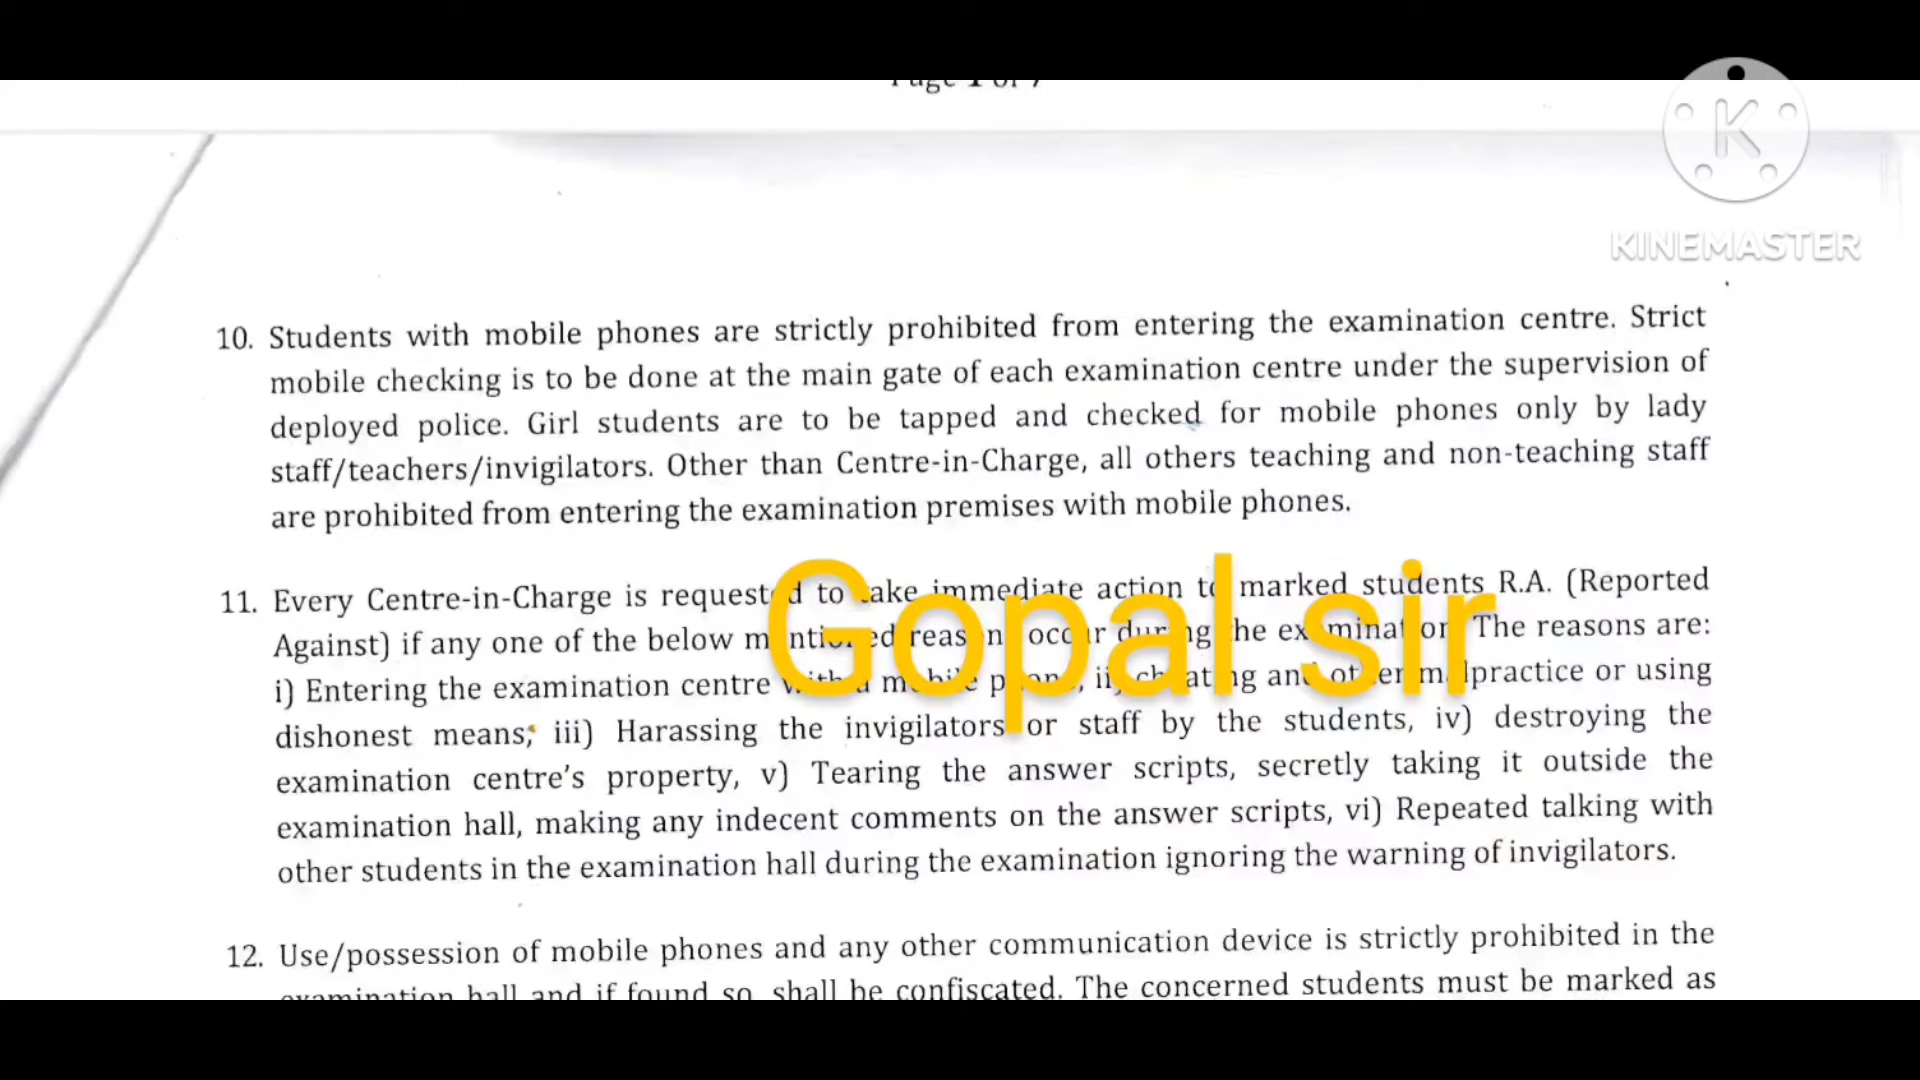 Page 1 of 7
K
KINEMASTER
10. Students with mobile phones are strictly prohibited from entering the examination centre. Strict
mobile checking is to be done at the main gate of each examination centre under the supervision of
deployed police. Girl students are to be tapped and checked for mobile phones only by lady
staff/teachers/invigilators. Other than Centre-in-Charge, all others teaching and non-teaching staff
are prohibited from entering the examination premises with mobile phones.
Gopal sir
11. Every Centre-in-Charge is requested to take immediate action to marked students R.A. (Reported
Against) if any one of the below mentioned reasons occur during the examination. The reasons are:
i) Entering the examination centre with a mobile phone, ii) cheating and other malpractice or using
dishonest means; iii) Harassing the invigilators or staff by the students, iv) destroying the
examination centre's property, v) Tearing the answer scripts, secretly taking it outside the
examination hall, making any indecent comments on the answer scripts, vi) Repeated talking with
other students in the examination hall during the examination ignoring the warning of invigilators.
12. Use/possession of mobile phones and any other communication device is strictly prohibited in the
examination hall and if found so, shall be confiscated. The concerned students must be marked as